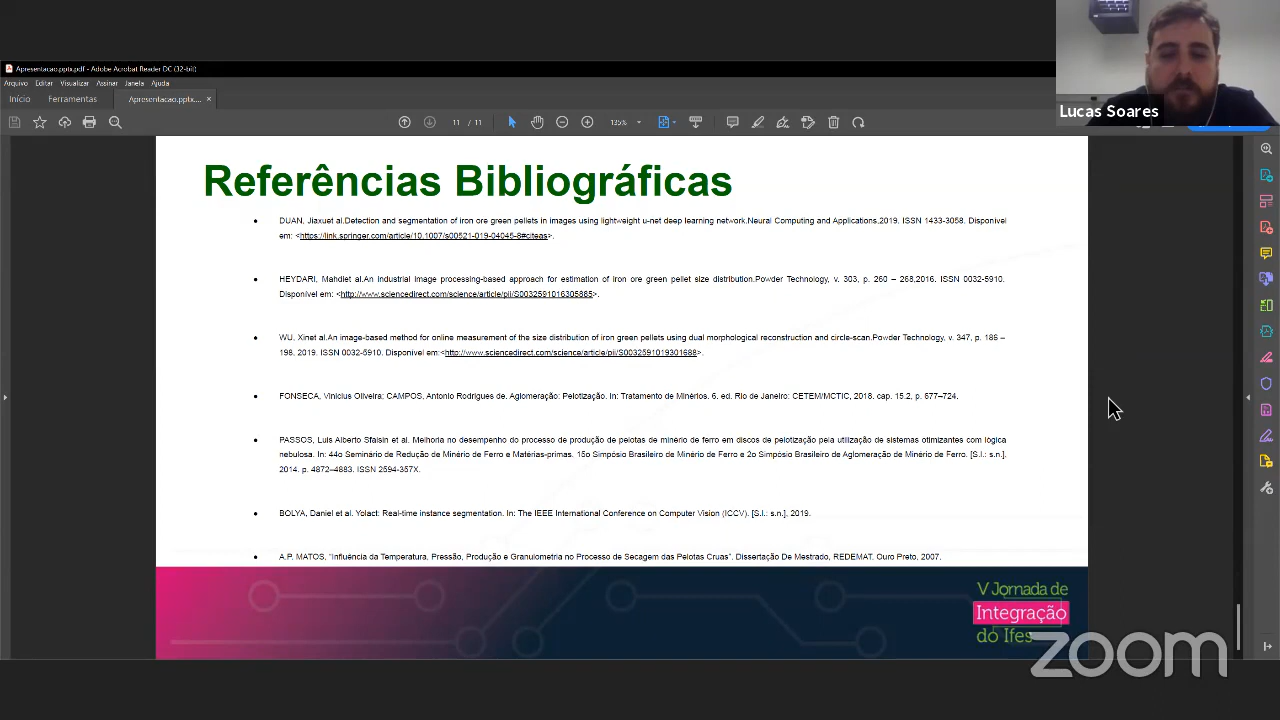 Lucas Soares
Apresentacao.pptx.pdf - Adobe Acrobat Reader DC (32-bit)
Arquivo Editar Visualizar Assinar Janela Ajuda
Início Ferramentas Apresentacao.pptx.... ×
11 / 11 135%
Referências Bibliográficas
• DUAN, Jiaxuet al.Detection and segmentation of iron ore green pellets in images using lightweight u-net deep learning network.Neural Computing and Applications,2019. ISSN 1433-3058. Disponível
em: <https://link.springer.com/article/10.1007/s00521-019-04045-8#citeas>.
• HEYDARI, Mahdiet al.An industrial image processing-based approach for estimation of iron ore green pellet size distribution.Powder Technology, v. 303, p. 260 – 268,2016. ISSN 0032-5910.
Disponível em: <http://www.sciencedirect.com/science/article/pii/S0032591016305865>.
• WU, Xinet al.An image-based method for online measurement of the size distribution of iron green pellets using dual morphological reconstruction and circle-scan.Powder Technology, v. 347, p. 186 –
198, 2019. ISSN 0032-5910. Disponível em:<http://www.sciencedirect.com/science/article/pii/S0032591019301688>.
• FONSECA, Vinicius Oliveira; CAMPOS, Antonio Rodrigues de. Aglomeração: Pelotização. In: Tratamento de Minérios. 6. ed. Rio de Janeiro: CETEM/MCTIC, 2018. cap. 15.2, p. 677–724.
• PASSOS, Luis Alberto Sfalsin et al. Melhoria no desempenho do processo de produção de pelotas de minério de ferro em discos de pelotização pela utilização de sistemas otimizantes com lógica
nebulosa. In: 44o Seminário de Redução de Minério de Ferro e Matérias-primas. 15o Simpósio Brasileiro de Minério de Ferro e 2o Simpósio Brasileiro de Aglomeração de Minério de Ferro. [S.l.: s.n.],
2014. p. 4872–4883. ISSN 2594-357X.
• BOLYA, Daniel et al. Yolact: Real-time instance segmentation. In: The IEEE International Conference on Computer Vision (ICCV). [S.l.: s.n.], 2019.
• A.P. MATOS, "Influência da Temperatura, Pressão, Produção e Granulometria no Processo de Secagem das Pelotas Cruas". Dissertação De Mestrado, REDEMAT. Ouro Preto, 2007.
V Jornada de
Integração
do Ifes
zoom